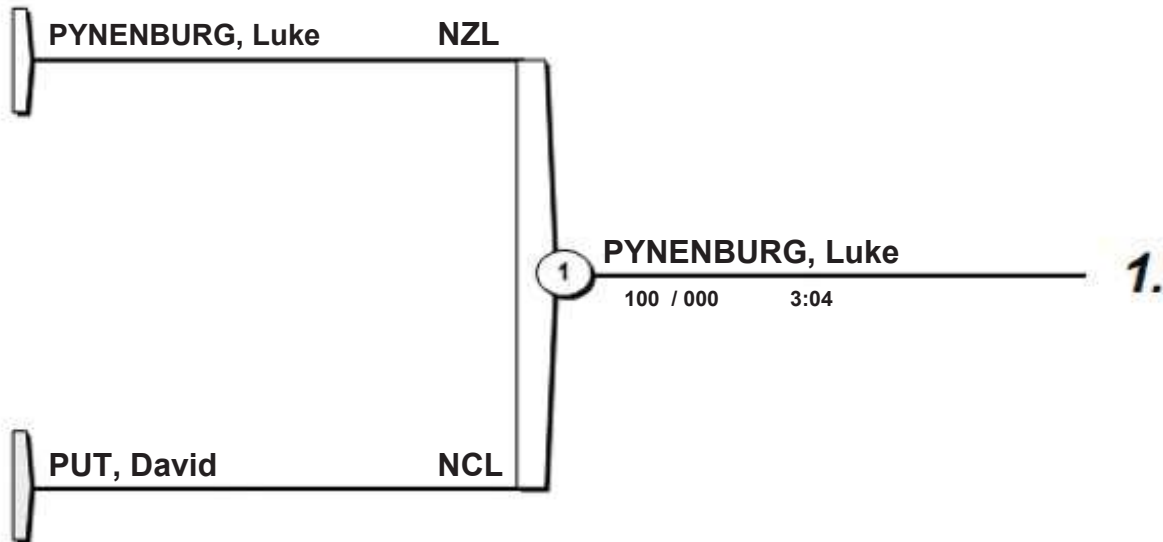 PYNENBURG, Luke NZL
PYNENBURG, Luke
1
1.
100 / 000 3:04
PUT, David NCL